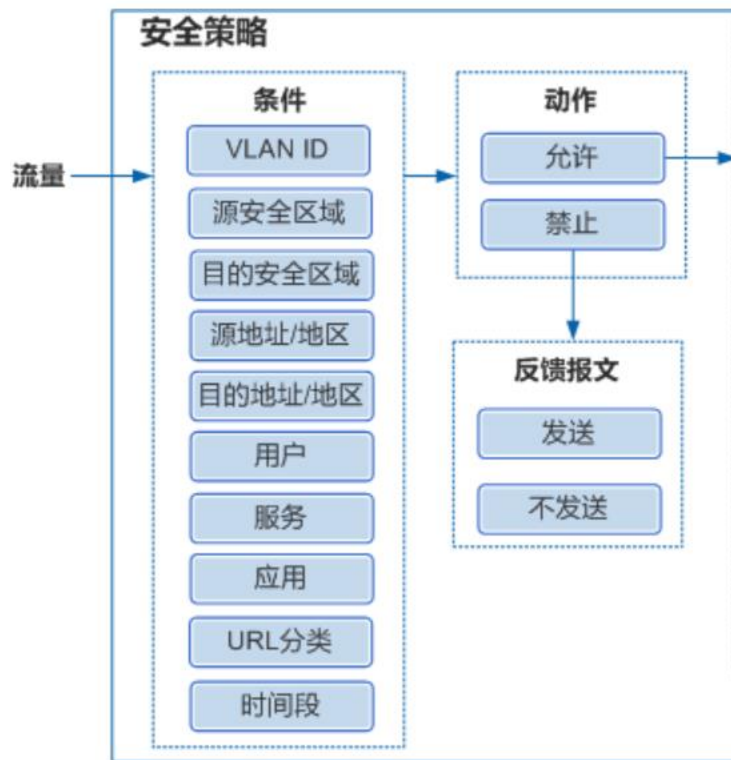 安全策略
条件
VLAN ID
源安全区域
目的安全区域
源地址/地区
目的地址/地区
用户
服务
应用
URL分类
时间段
流量
动作
允许
禁止
反馈报文
发送
不发送